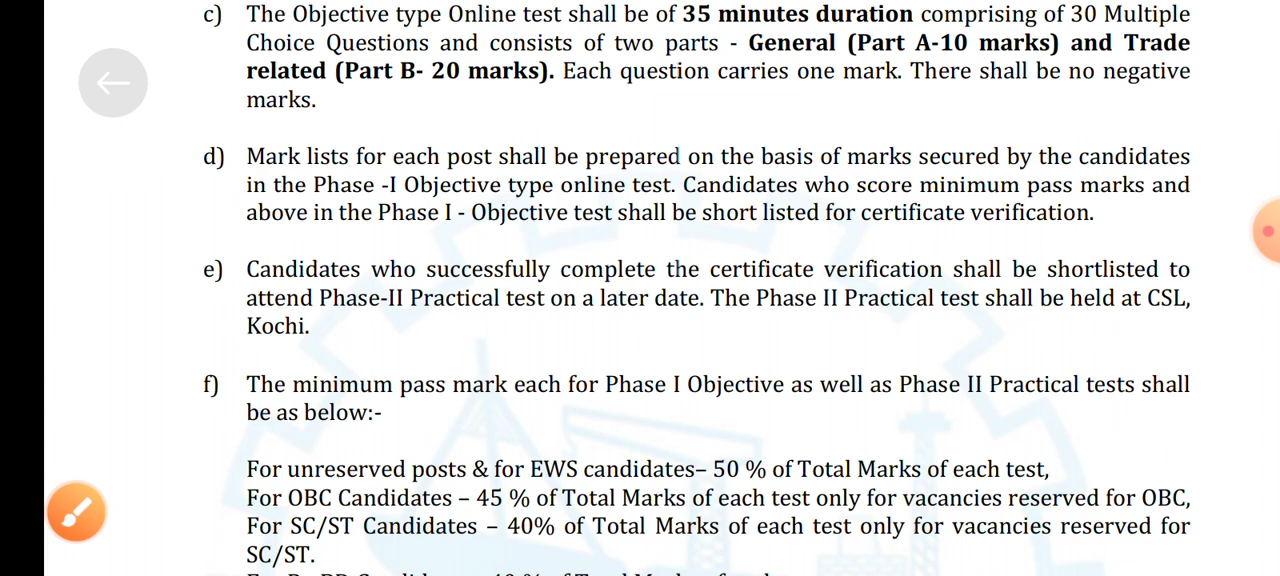 c) The Objective type Online test shall be of 35 minutes duration comprising of 30 Multiple
Choice Questions and consists of two parts - General (Part A-10 marks) and Trade
related (Part B- 20 marks). Each question carries one mark. There shall be no negative
marks.
d) Mark lists for each post shall be prepared on the basis of marks secured by the candidates
in the Phase -I Objective type online test. Candidates who score minimum pass marks and
above in the Phase I - Objective test shall be short listed for certificate verification.
e) Candidates who successfully complete the certificate verification shall be shortlisted to
attend Phase-II Practical test on a later date. The Phase II Practical test shall be held at CSL,
Kochi.
f) The minimum pass mark each for Phase I Objective as well as Phase II Practical tests shall
be as below:-
For unreserved posts & for EWS candidates– 50 % of Total Marks of each test,
For OBC Candidates – 45 % of Total Marks of each test only for vacancies reserved for OBC,
For SC/ST Candidates – 40% of Total Marks of each test only for vacancies reserved for
SC/ST.